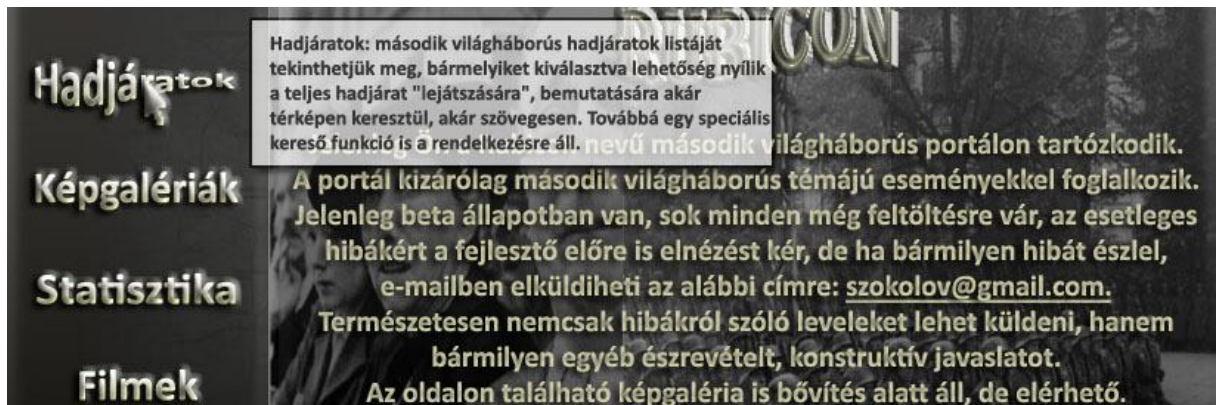 RUBICON
Hadjáratok
Hadjáratok: második világháborús hadjáratok listáját
tekinthetjük meg, bármelyiket kiválasztva lehetőség nyílik
a teljes hadjárat "lejátszására", bemutatására akár
térképen keresztül, akár szövegesen. Továbbá egy speciális
kereső funkció is a rendelkezésre áll.
Képgalériák
Statisztika
Filmek
Jelenleg nevű második világháborús portálon tartózkodik.
A portál kizárólag második világháborús témájú eseményekkel foglalkozik.
Jelenleg beta állapotban van, sok minden még feltöltésre vár, az esetleges
hibákért a fejlesztő előre is elnézést kér, de ha bármilyen hibát észlel,
e-mailben elküldiheti az alábbi címre: szokolov@gmail.com.
Természetesen nemcsak hibákról szóló leveleket lehet küldeni, hanem
bármilyen egyéb észrevételt, konstruktív javaslatot.
Az oldalon található képgaléria is bővítés alatt áll, de elérhető.